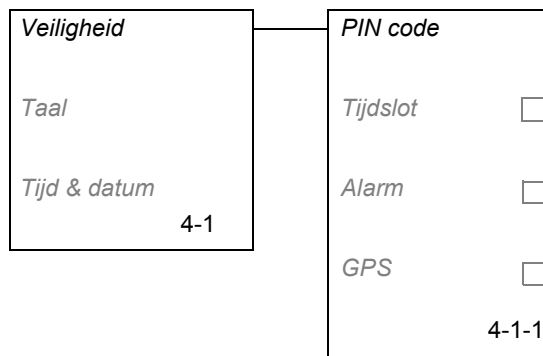 Veiligheid
Taal
Tijd & datum
4-1
PIN code
Tijdslot
Alarm
GPS
4-1-1